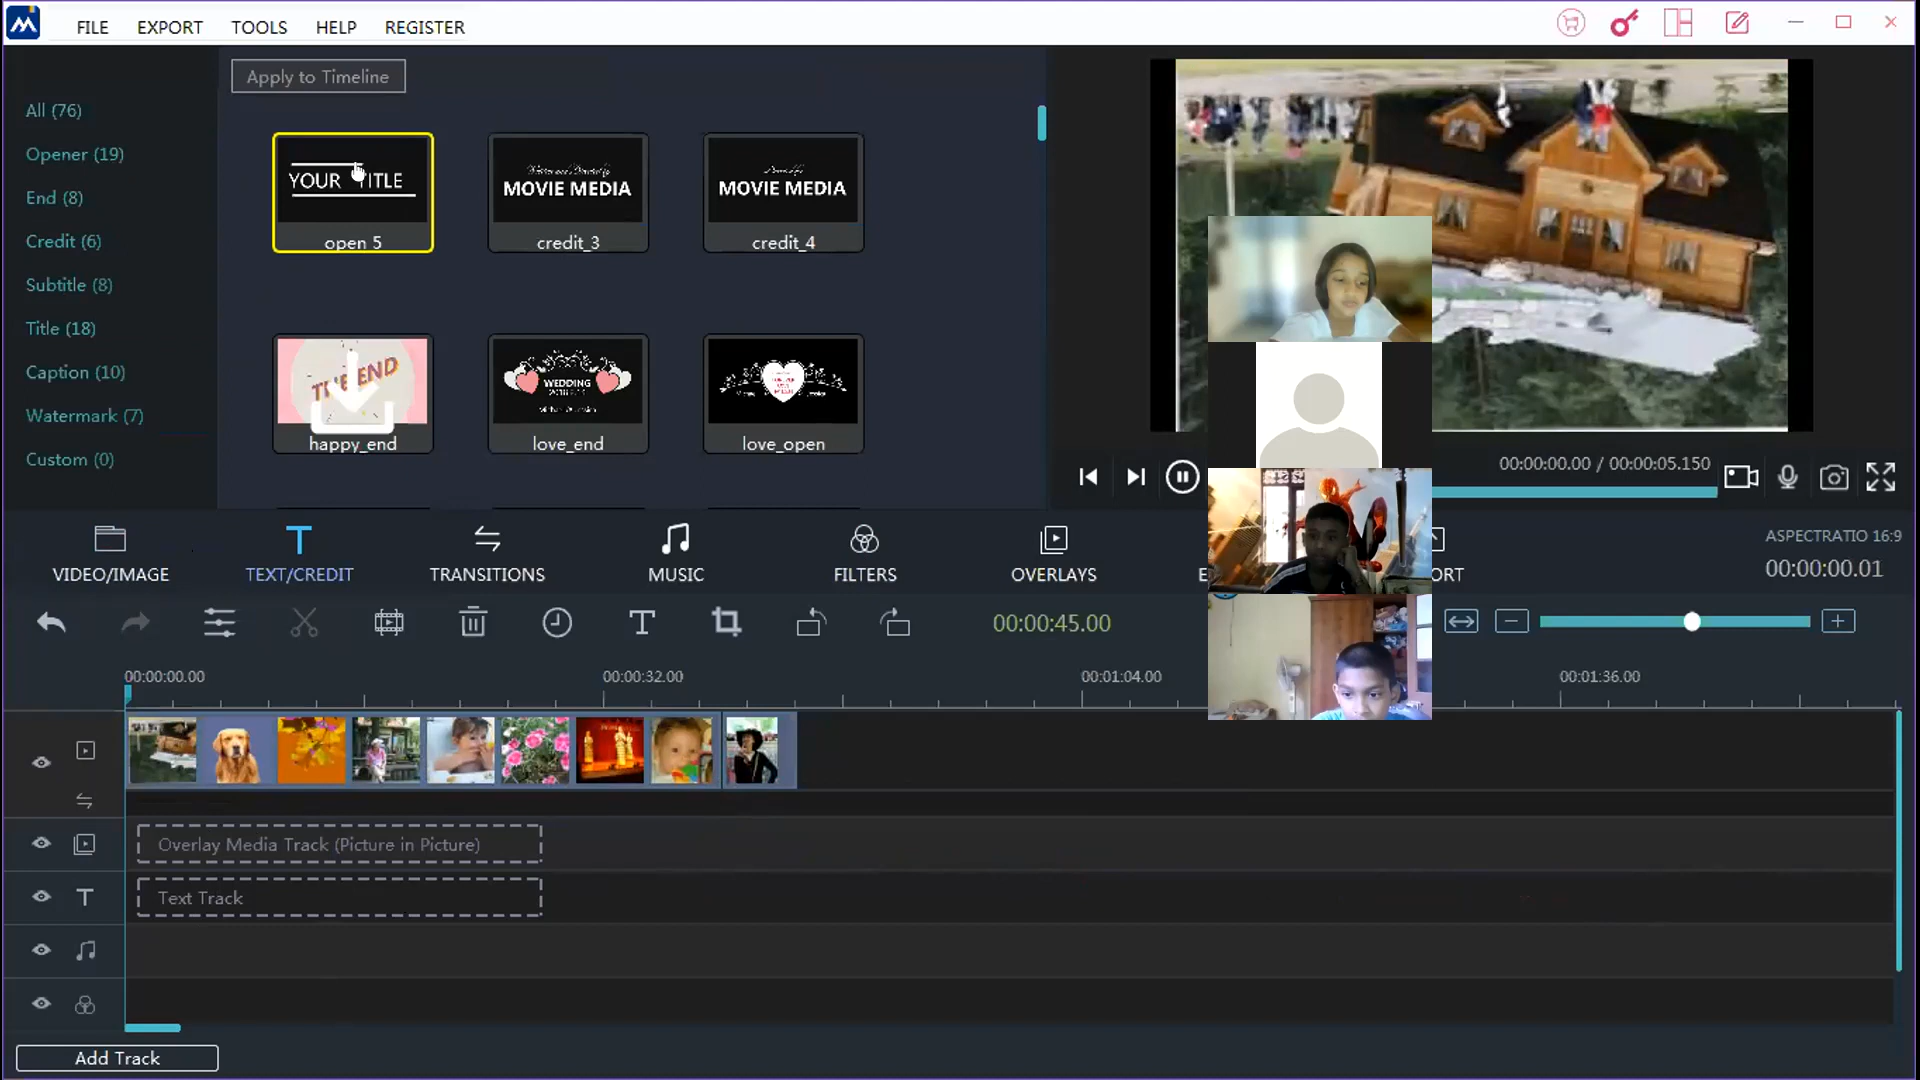 FILE EXPORT TOOLS HELP REGISTER
Apply to Timeline
All (76)
Opener (19)
End (8)
Credit (6)
Subtitle (8)
Title (18)
Caption (10)
Watermark (7)
Custom (0)
YOUR TITLE
open 5
MOVIE MEDIA
credit_3
MOVIE MEDIA
credit_4
THE END
happy_end
WEDDING
love_end
love_open
00:00:00.00 / 00:00:05.150
VIDEO/IMAGE TEXT/CREDIT TRANSITIONS MUSIC FILTERS OVERLAYS E ORT
ASPECTRATIO 16:9
00:00:00.01
00:00:45.00
00:00:00.00 00:00:32.00 00:01:04.00 00:01:36.00
Overlay Media Track (Picture in Picture)
Text Track
Add Track